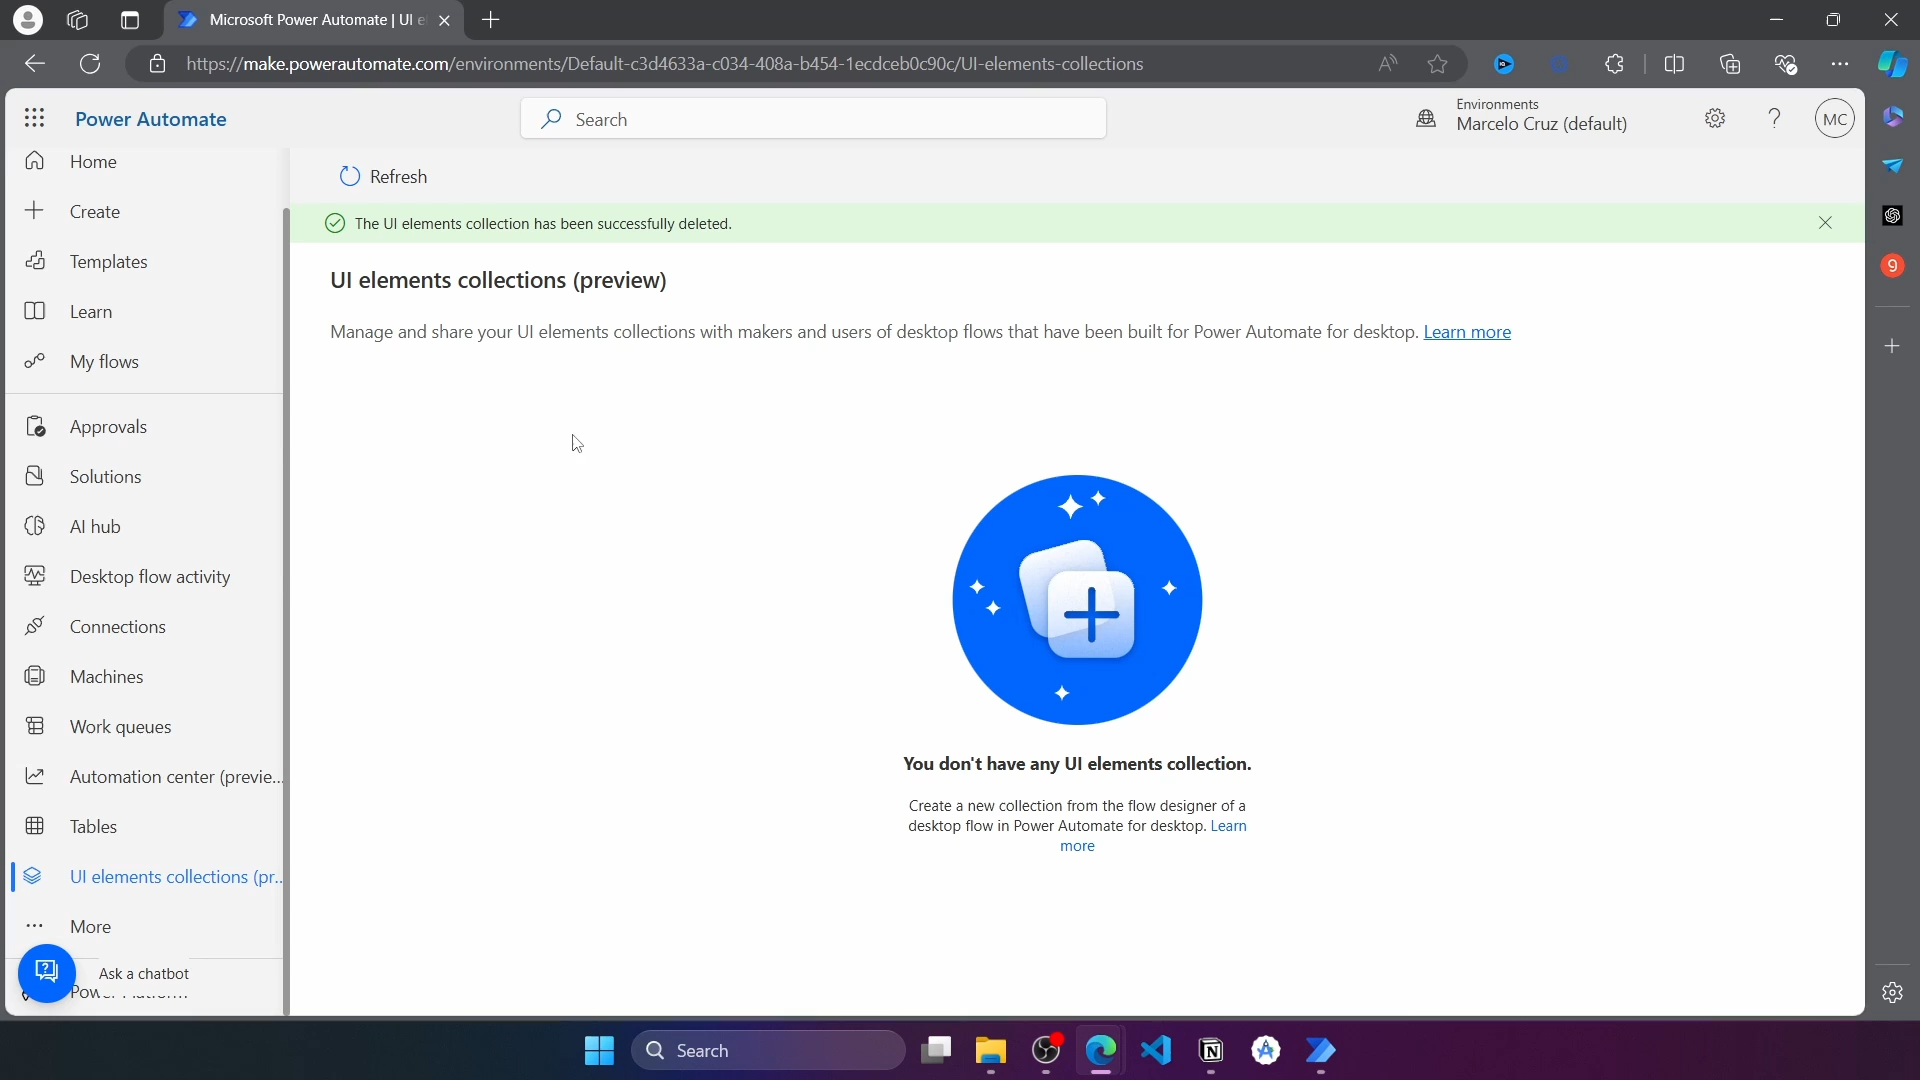 Microsoft Power Automate | UI e
https://make.powerautomate.com/environments/Default-c3d4633a-c034-408a-b454-1ecdceb0c90c/UI-elements-collections
Power Automate
Search
Environments
Marcelo Cruz (default)
MC
Home
Create
Templates
Learn
My flows
Approvals
Solutions
AI hub
Desktop flow activity
Connections
Machines
Work queues
Automation center (previe...
Tables
UI elements collections (pr...
More
Ask a chatbot
Refresh
The UI elements collection has been successfully deleted.
UI elements collections (preview)
Manage and share your UI elements collections with makers and users of desktop flows that have been built for Power Automate for desktop. Learn more
You don't have any UI elements collection.
Create a new collection from the flow designer of a
desktop flow in Power Automate for desktop. Learn
more
9
Search